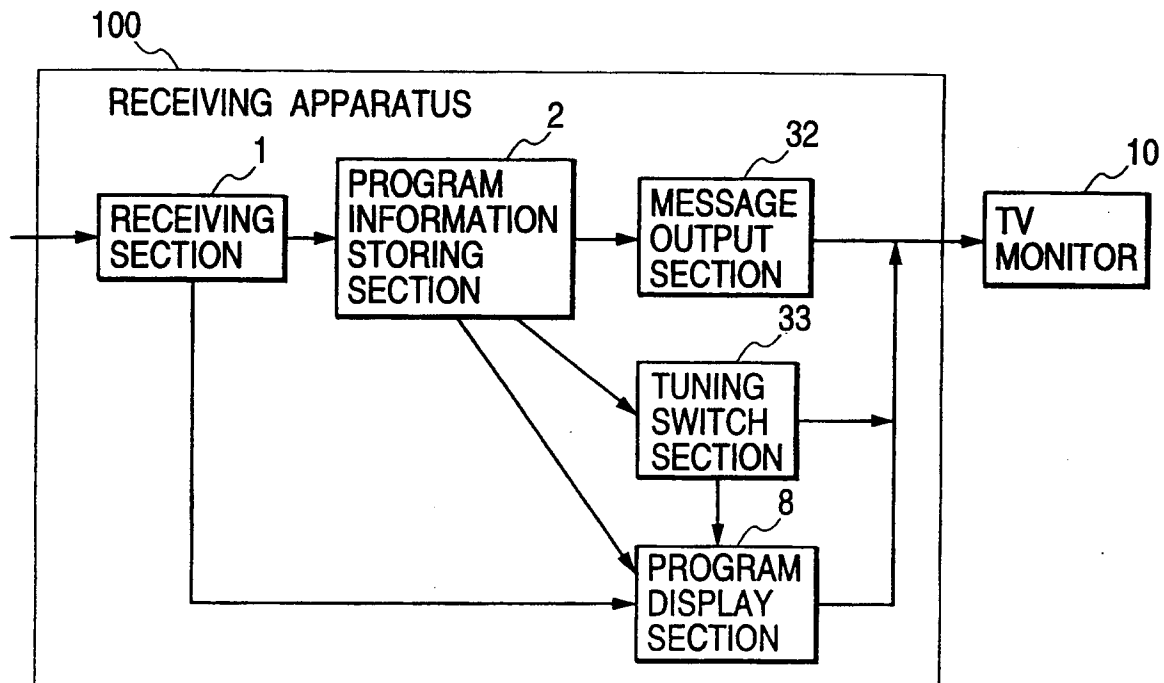 100
RECEIVING APPARATUS
1
RECEIVING
SECTION
2
PROGRAM
INFORMATION
STORING
SECTION
32
MESSAGE
OUTPUT
SECTION
10
TV
MONITOR
33
TUNING
SWITCH
SECTION
8
PROGRAM
DISPLAY
SECTION